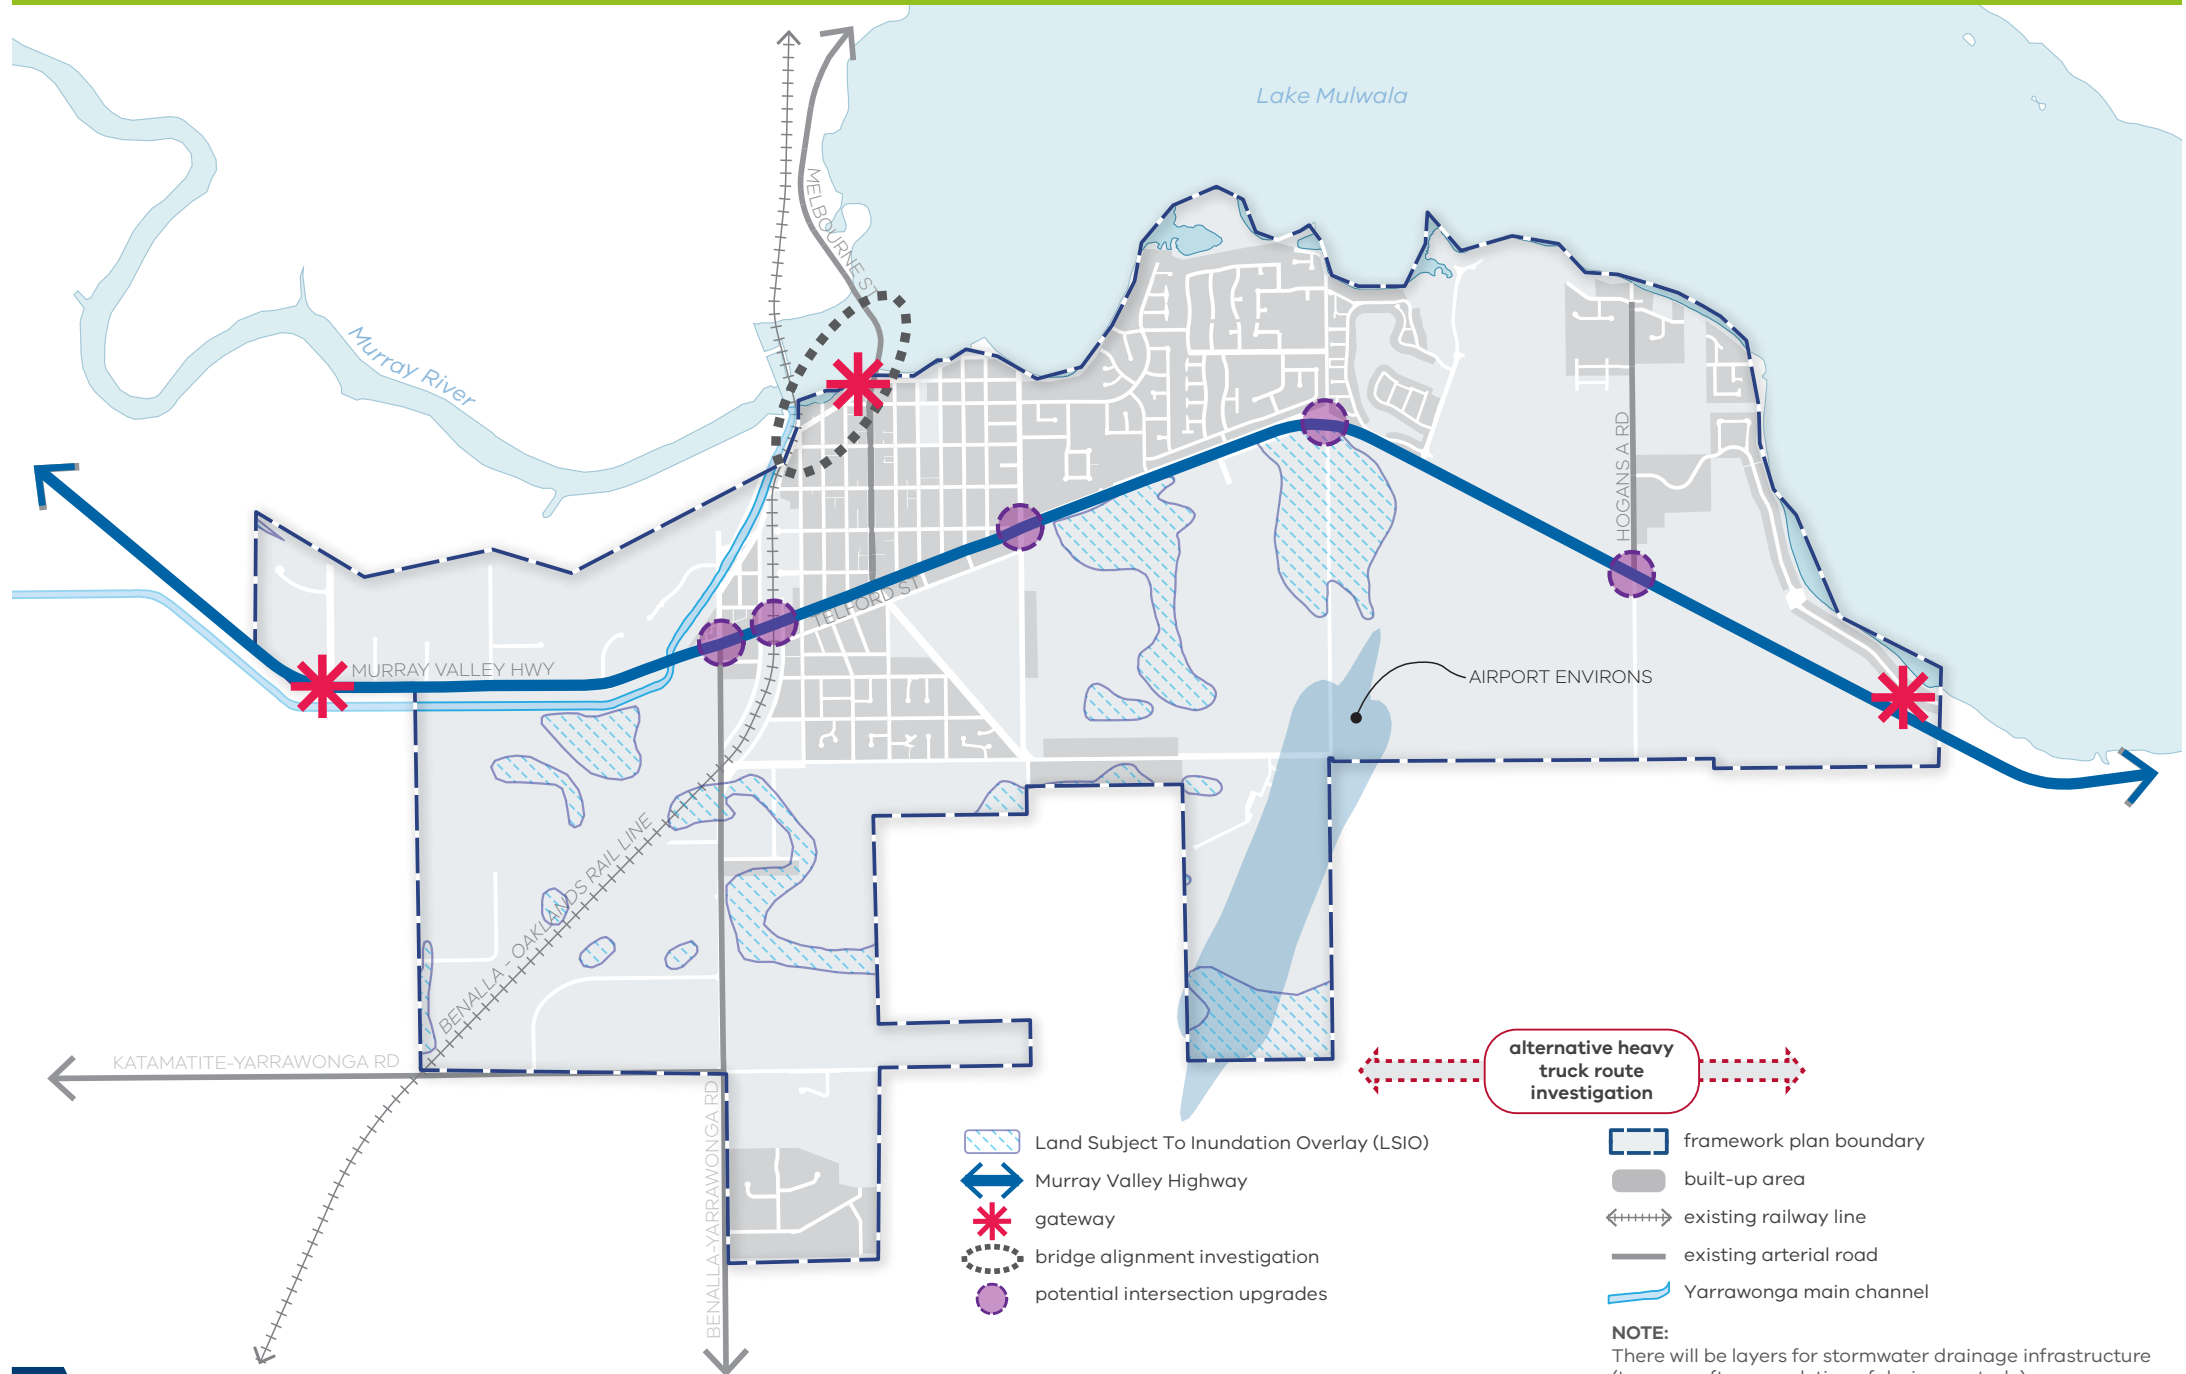 Lake Mulwala
MELBOURNE ST
Murray River
HOGANS A RD
TELFORD ST
MURRAY VALLEY HWY
AIRPORT ENVIRONS
BENALLA - OAKLANDS RAIL LINE
KATAMATITE-YARRAWONGA RD
BENALLA-YARRAWONGA RD
alternative heavy
truck route
investigation
Land Subject To Inundation Overlay (LSIO)
Murray Valley Highway
gateway
bridge alignment investigation
potential intersection upgrades
framework plan boundary
built-up area
existing railway line
existing arterial road
Yarrawonga main channel
NOTE:
There will be layers for stormwater drainage infrastructure